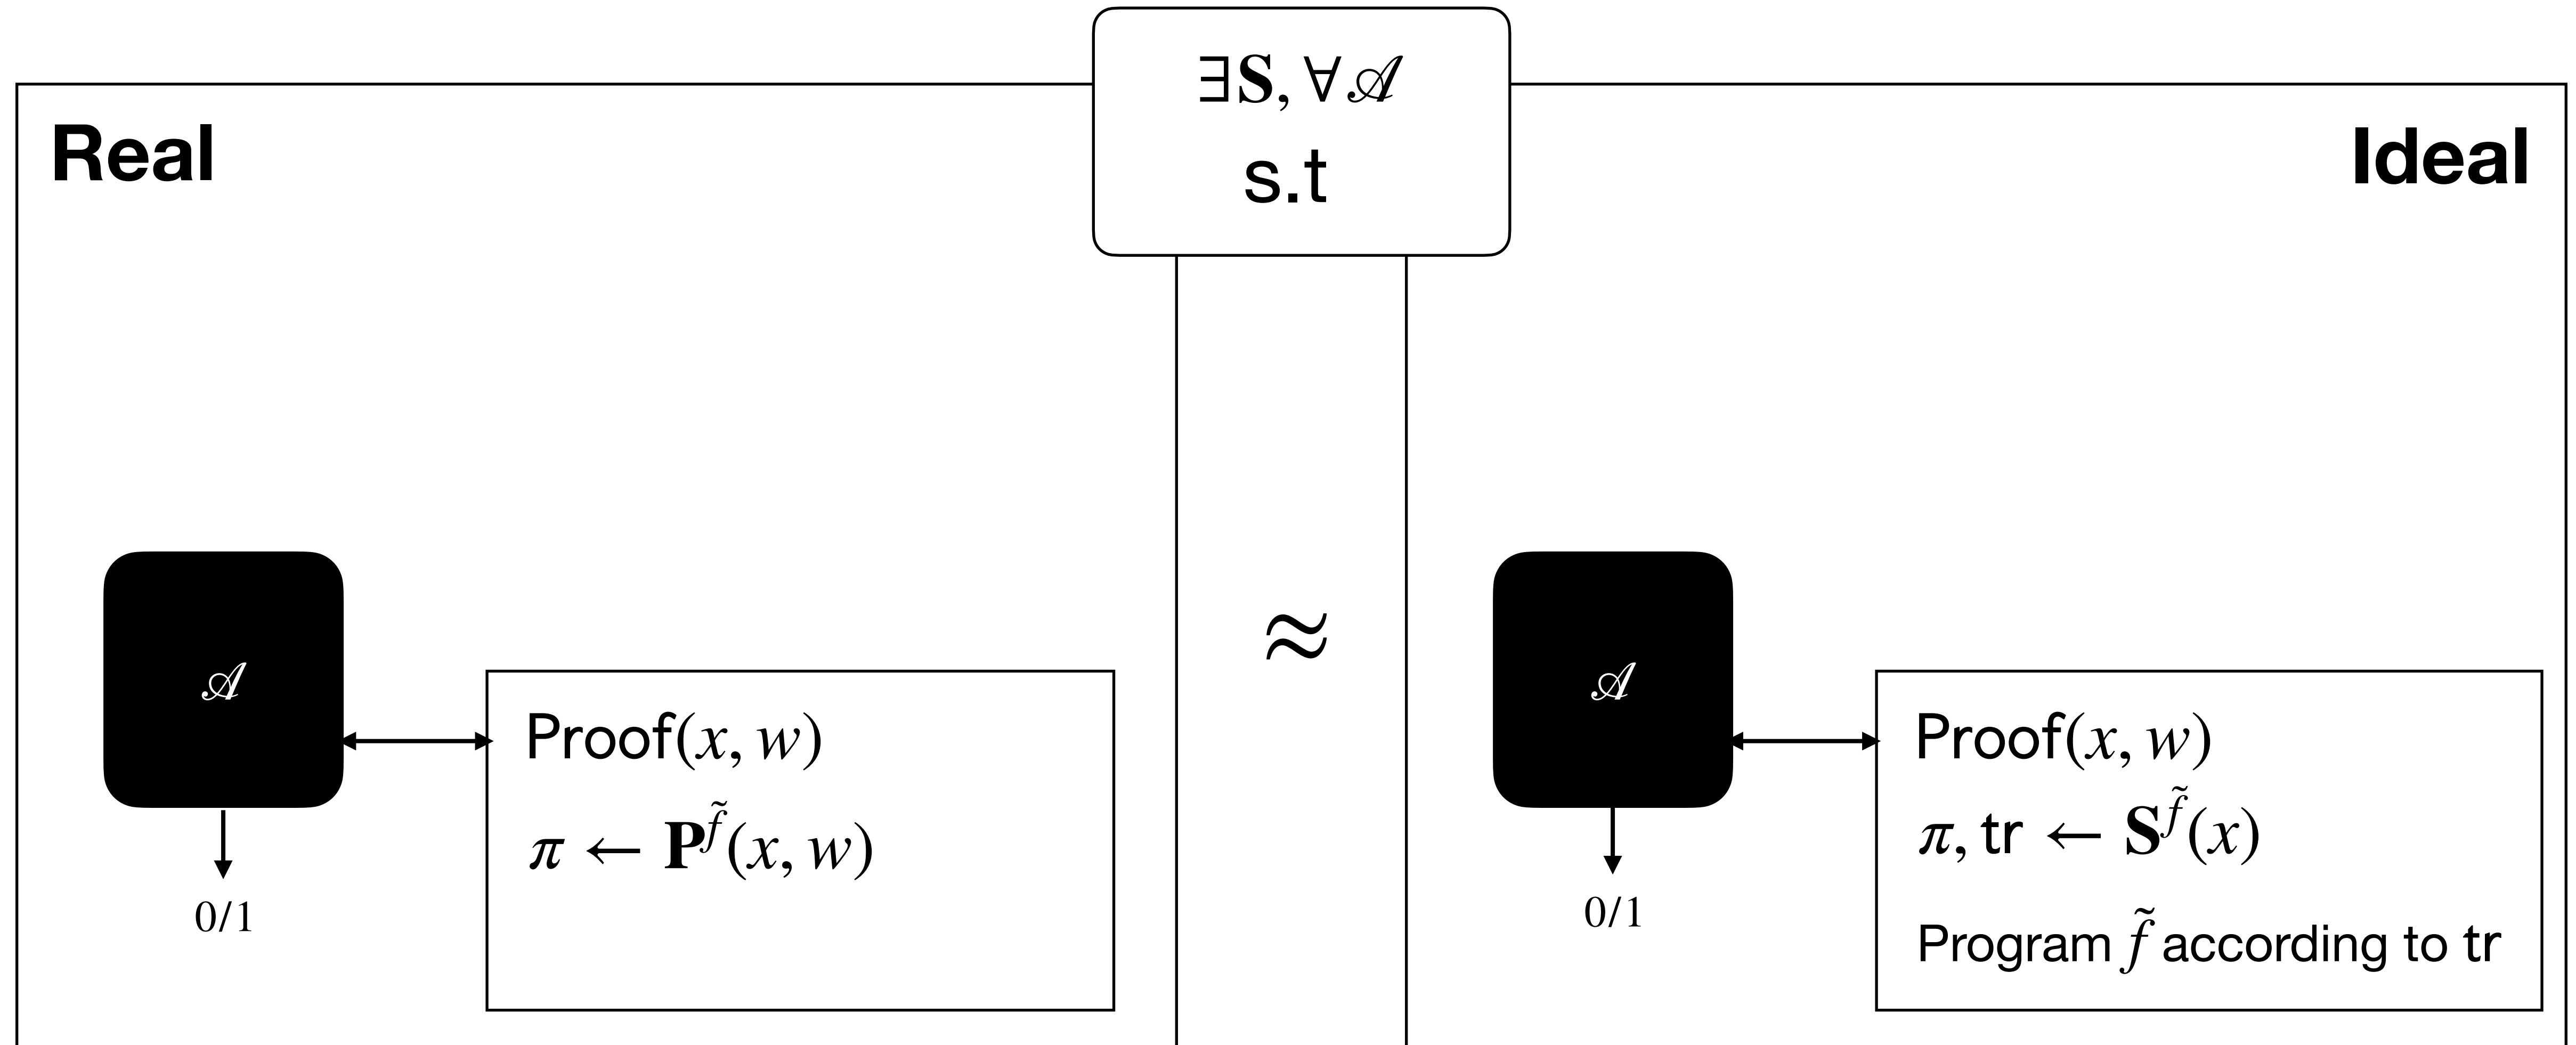 ∃𝐒, ∀𝒜
s.t
Real
Ideal
𝒜
0/1
Proof(x, w)
π ← 𝐏^f̃(x, w)
≈
𝒜
0/1
Proof(x, w)
π, tr ← 𝐒^f̃(x)
Program f̃ according to tr